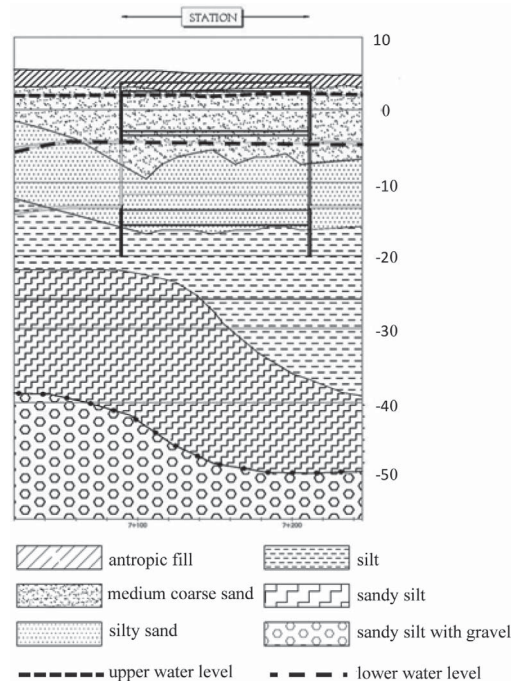 STATION
10
0
-10
-20
-30
-40
-50
7+100 7+200
antropic fill silt
medium coarse sand sandy silt
silty sand sandy silt with gravel
upper water level lower water level